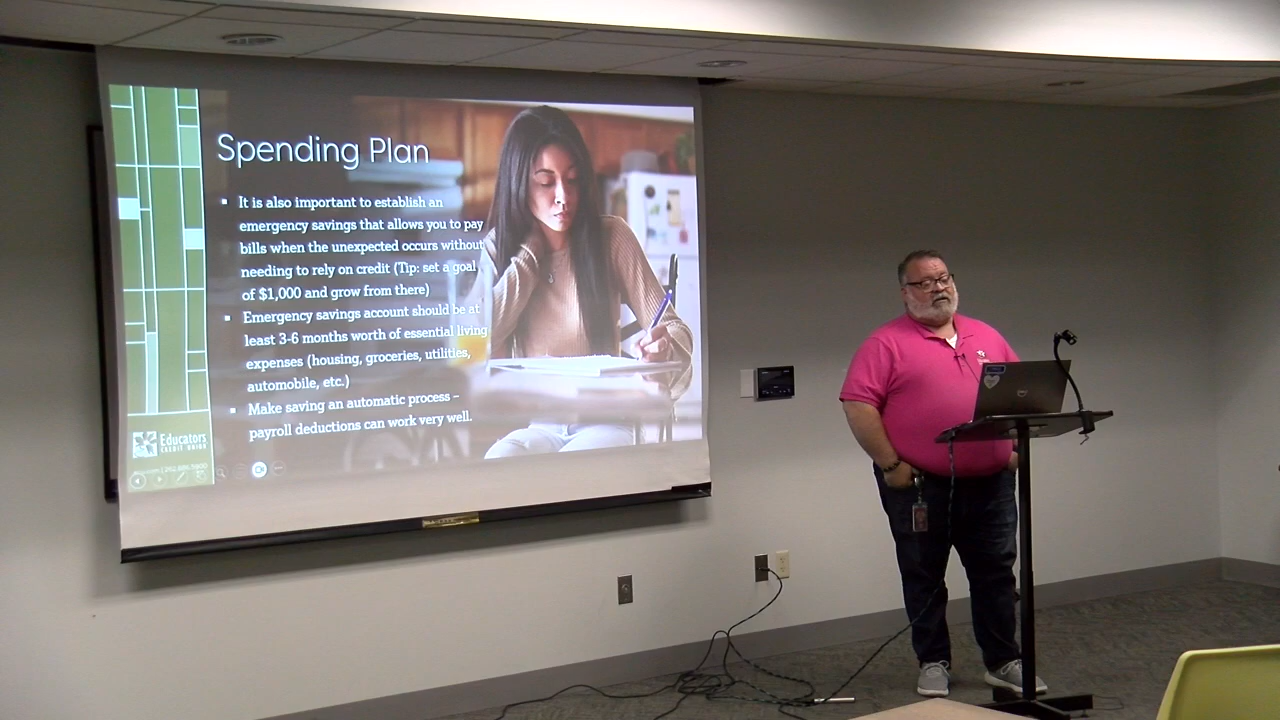 Spending Plan
▪ It is also important to establish an
emergency savings that allows you to pay
bills when the unexpected occurs without
needing to rely on credit (Tip: set a goal
of $1,000 and grow from there)
▪ Emergency savings account should be at
least 3-6 months worth of essential living
expenses (housing, groceries, utilities,
automobile, etc.)
▪ Make saving an automatic process –
payroll deductions can work very well.
Educators
CREDIT UNION